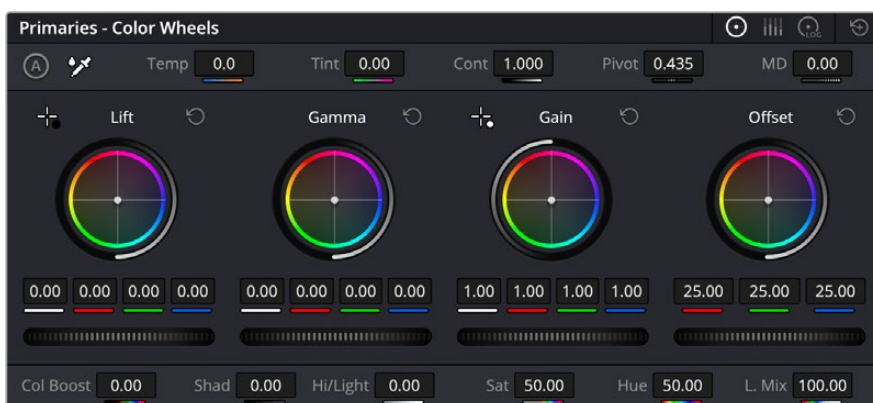 Primaries - Color Wheels
LOG
A Temp 0.0 Tint 0.00 Cont 1.000 Pivot 0.435 MD 0.00
Lift Gamma Gain Offset
0.00 0.00 0.00 0.00 0.00 0.00 0.00 0.00 1.00 1.00 1.00 1.00 25.00 25.00 25.00
Col Boost 0.00 Shad 0.00 Hi/Light 0.00 Sat 50.00 Hue 50.00 L. Mix 100.00